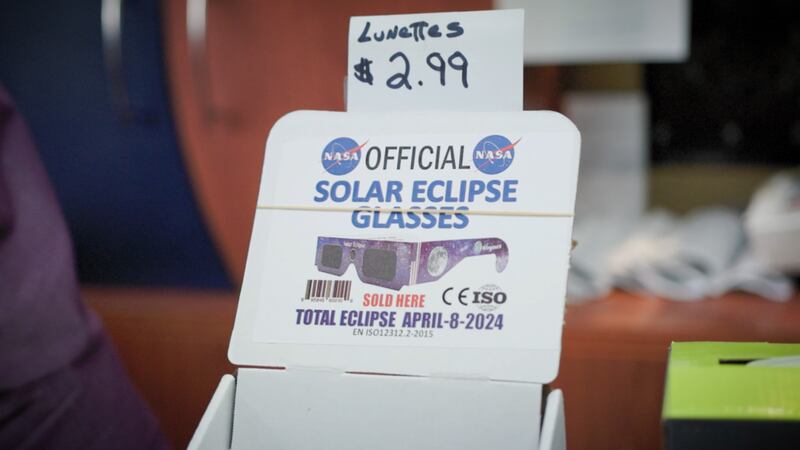 Lunettes
$2.99
NASA OFFICIAL NASA
SOLAR ECLIPSE
GLASSES
SOLD HERE
CE ISO
TOTAL ECLIPSE APRIL-8-2024
EN ISO12312.2-2015